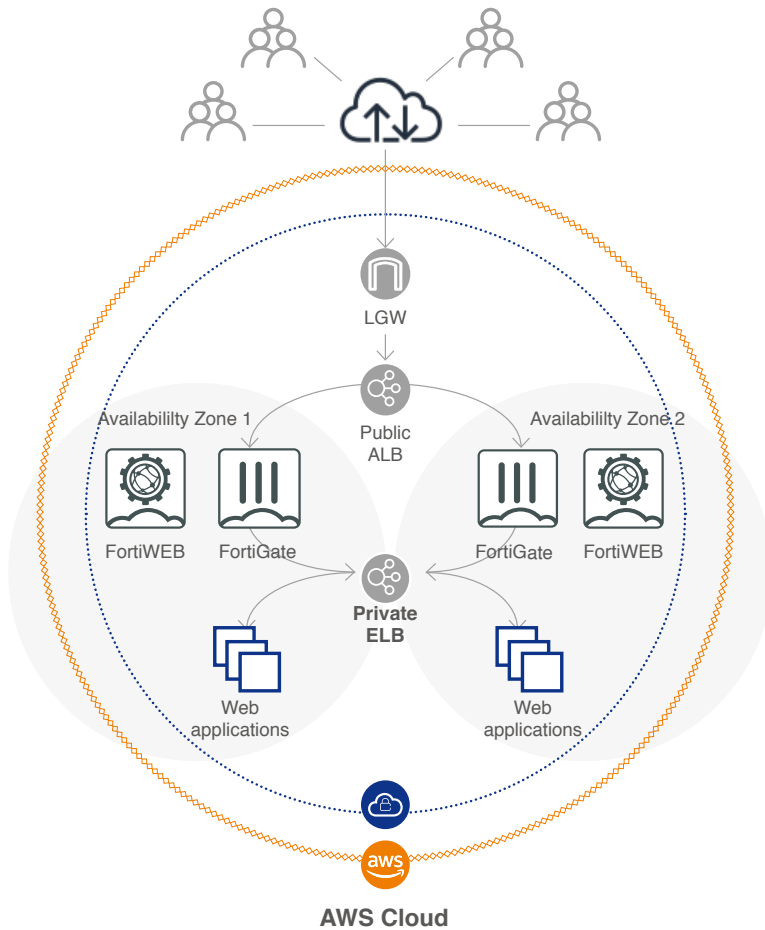 LGW
Public
ALB
Availabililty Zone 1
Availabililty Zone 2
FortiWEB
FortiGate
FortiGate
FortiWEB
Private
ELB
Web
applications
Web
applications
aws
AWS Cloud